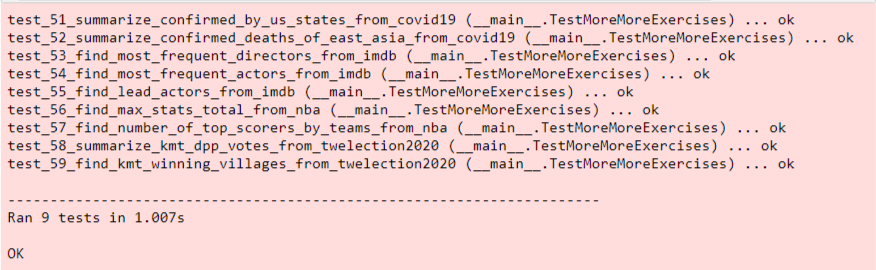 test_51_summarize_confirmed_by_us_states_from_covid19 (__main__.TestMoreMoreExercises) ... ok
test_52_summarize_confirmed_deaths_of_east_asia_from_covid19 (__main__.TestMoreMoreExercises) ... ok
test_53_find_most_frequent_directors_from_imdb (__main__.TestMoreMoreExercises) ... ok
test_54_find_most_frequent_actors_from_imdb (__main__.TestMoreMoreExercises) ... ok
test_55_find_lead_actors_from_imdb (__main__.TestMoreMoreExercises) ... ok
test_56_find_max_stats_total_from_nba (__main__.TestMoreMoreExercises) ... ok
test_57_find_number_of_top_scorers_by_teams_from_nba (__main__.TestMoreMoreExercises) ... ok
test_58_summarize_kmt_dpp_votes_from_twelection2020 (__main__.TestMoreMoreExercises) ... ok
test_59_find_kmt_winning_villages_from_twelection2020 (__main__.TestMoreMoreExercises) ... ok
----------------------------------------------------------------------
Ran 9 tests in 1.007s
OK